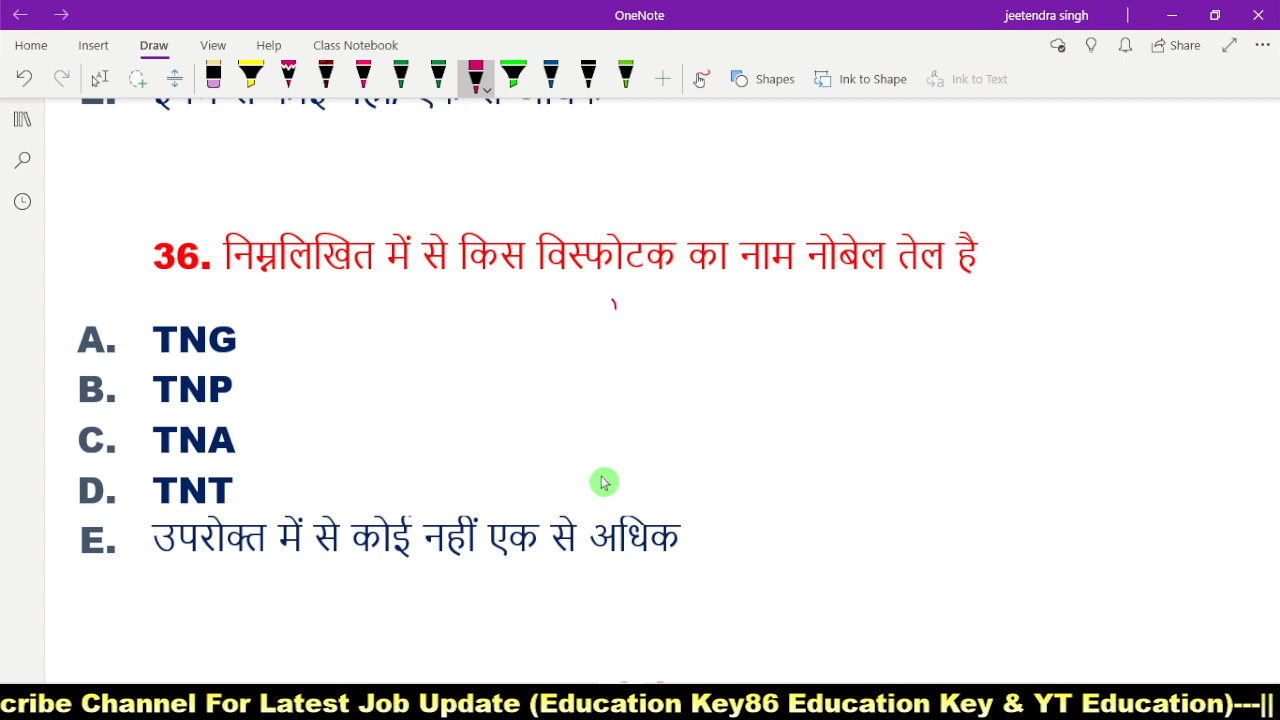 OneNote
jeetendra singh
Home Insert Draw View Help Class Notebook
Share
Shapes Ink to Shape Ink to Text
36. निम्नलिखित में से किस विस्फोटक का नाम नोबेल तेल है
A. TNG
B. TNP
C. TNA
D. TNT
E. उपरोक्त में से कोई नहीं एक से अधिक
cribe Channel For Latest Job Update (Education Key86 Education Key & YT Education)---||